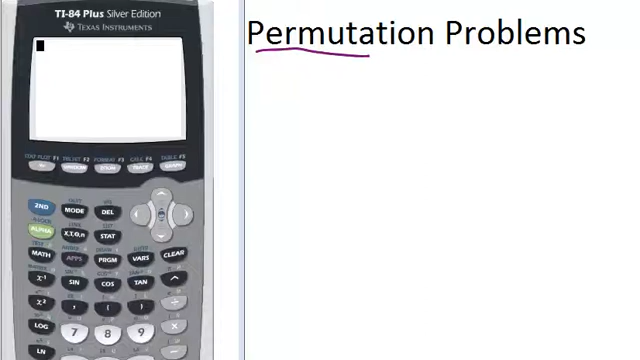 TI-84 Plus Silver Edition
TEXAS INSTRUMENTS
Permutation Problems
STAT PLOT F1 TBLSET F2 FORMAT F3 CALC F4 TABLE F5
Y= WINDOW ZOOM TRACE GRAPH
2ND MODE DEL
ALPHA X,T,Θ,n STAT
MATH APPS PRGM VARS CLEAR
x-1 SIN COS TAN ^
x2 , ( ) ÷
LOG 7 8 9 ×
LN −